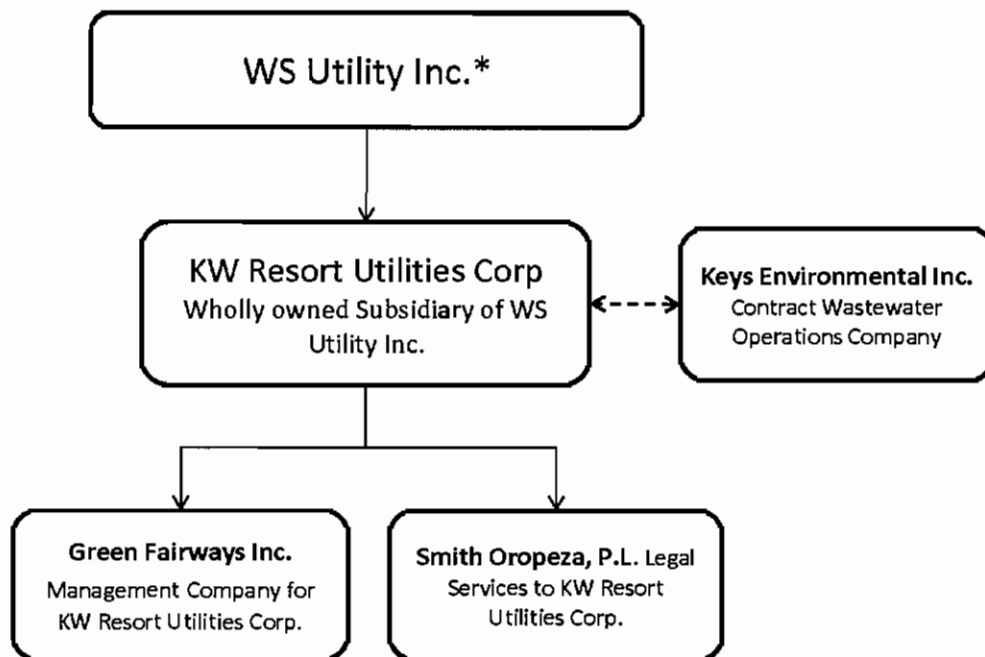 WS Utility Inc.*
KW Resort Utilities Corp
Wholly owned Subsidiary of WS
Utility Inc.
Keys Environmental Inc.
Contract Wastewater
Operations Company
Green Fairways Inc.
Management Company for
KW Resort Utilities Corp.
Smith Oropeza, P.L. Legal
Services to KW Resort
Utilities Corp.